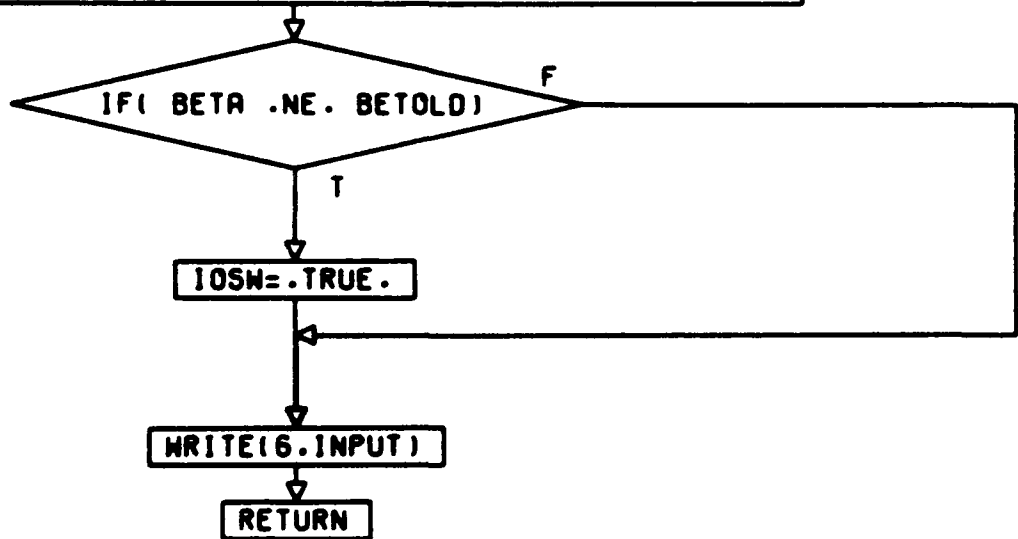 F
IF( BETA .NE. BETOLD)
T
IOSW=.TRUE.
WRITE(6.INPUT)
RETURN